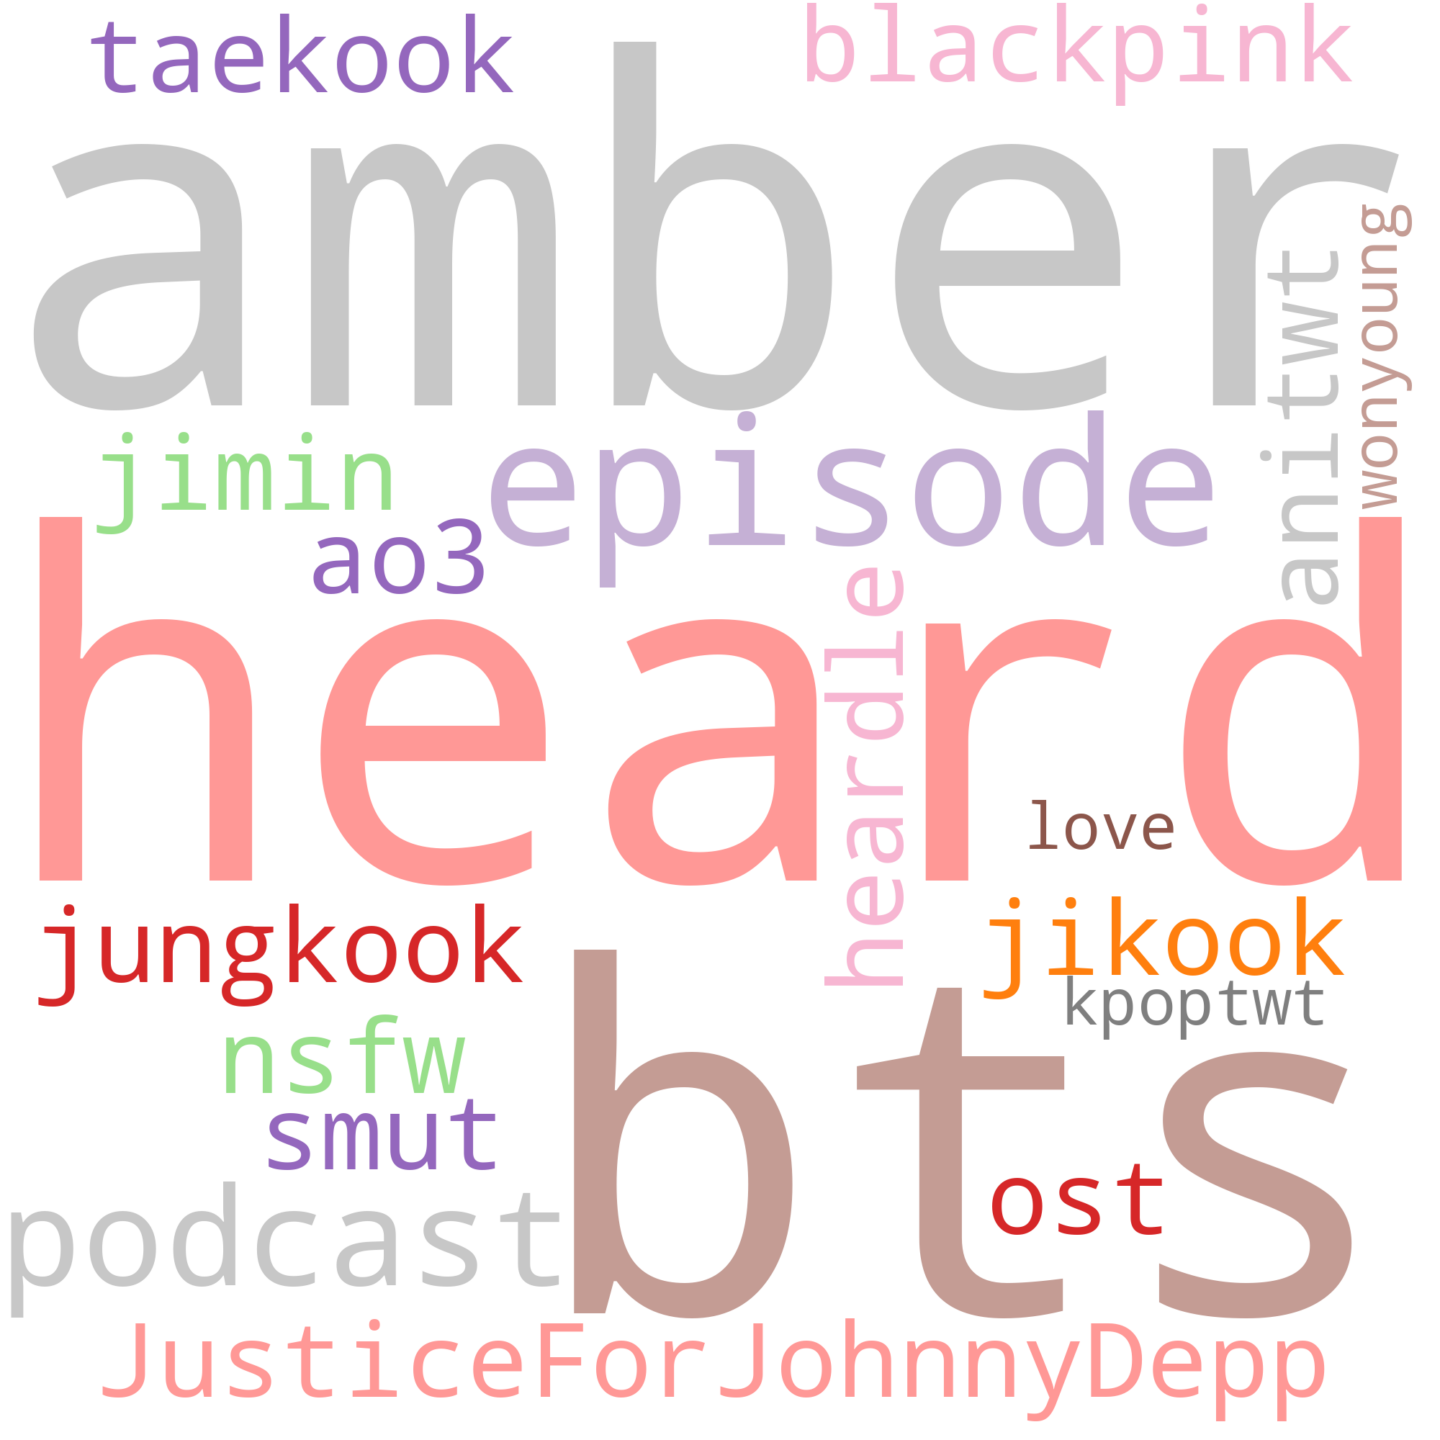 taekook
blackpink
amber
wonyoung
anitwt
jimin
episode
ao3
heard
heardle
love
jungkook
jikook
kpoptwt
bts
nsfw
smut
ost
podcast
JusticeForJohnnyDepp